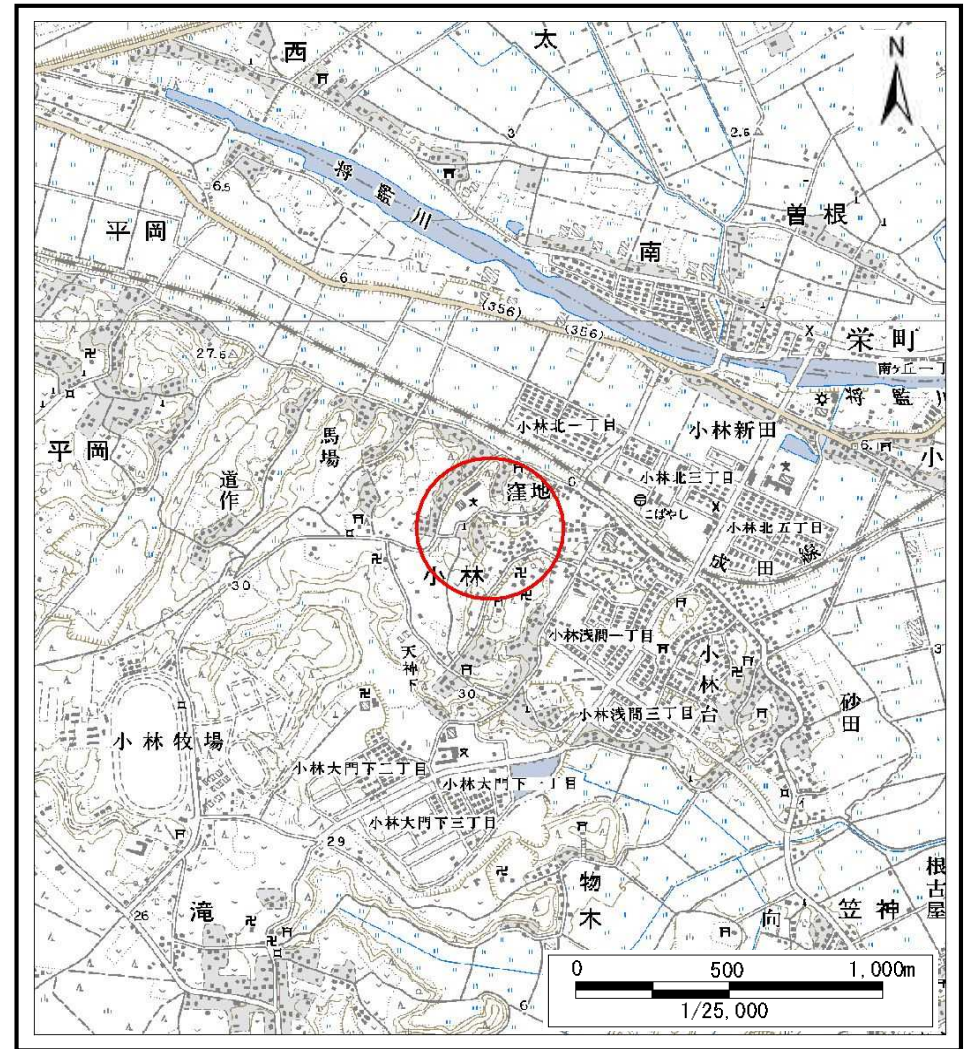 西
太
N
3
2.6
将監川
6.5
曽根
平岡
南
6
(356)
(356)
栄町
南ヶ丘一丁
27.6
将監川
小林北一丁目
小林新田
6.
馬場
平岡
小
道作
小林北三丁目
窪地
6
こばやし
小林北五丁目
成田線
小林
30
小林浅間一丁目
天神下
小林台
30
砂田
小林浅間三丁目
小林牧場
小林大門下二丁目
小林大門下一丁目
小林大門下三丁目
29
物木
根古屋
26
滝
向
笠神
6
0 500 1,000m
1/25,000